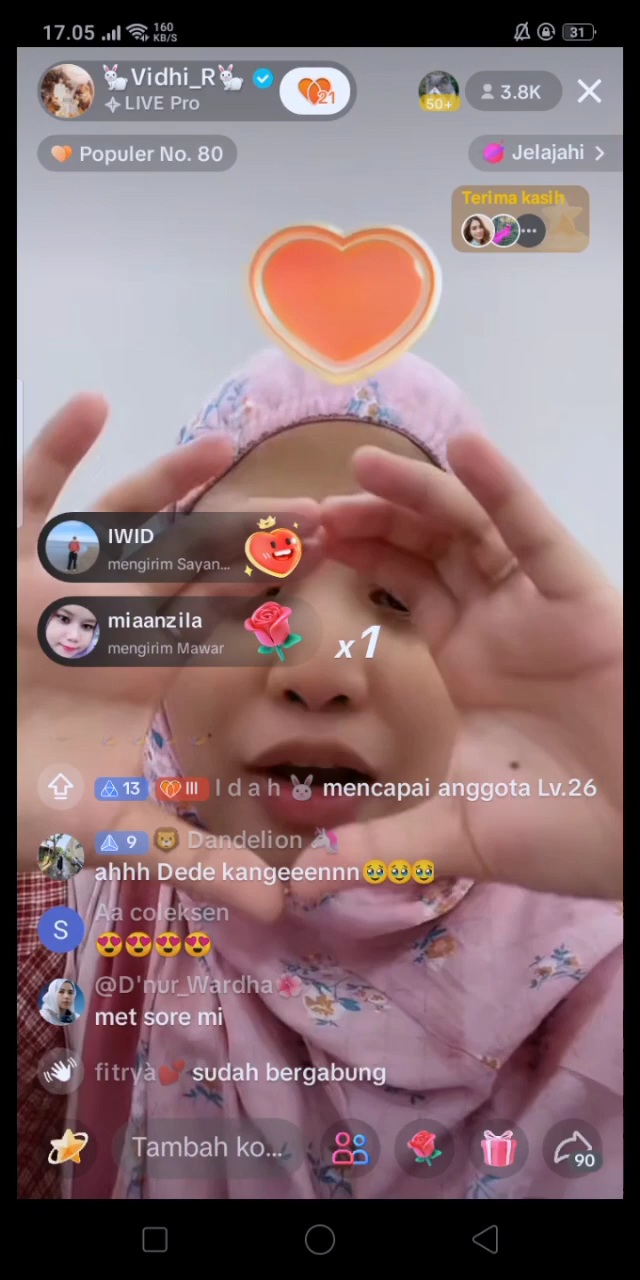 17.05
160
KB/S
31
Vidhi_R
LIVE Pro
21
50+
3.8K
Populer No. 80
Jelajahi
Terima kasih
IWID
mengirim Sayan...
miaanzila
mengirim Mawar
x1
13 III I d a h mencapai anggota Lv.26
9 Dandelion
ahhh Dede kangeeennn🥹🥹🥹
S
Aa coleksen
😍😍😍😍
@D'nur_Wardha🌺
met sore mi
fitryà💕 sudah bergabung
Tambah ko...
90